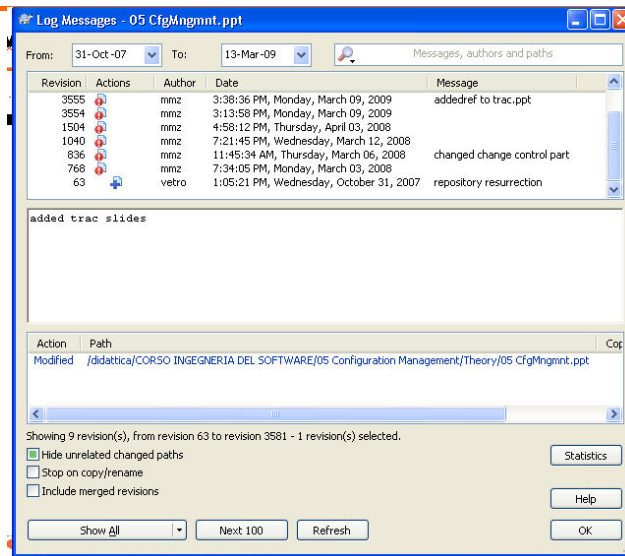 Log Messages - 05 CfgMngmnt.ppt
From: 31-Oct-07 To: 13-Mar-09 Messages, authors and paths
Revision Actions Author Date Message
3555 mmz 3:38:36 PM, Monday, March 09, 2009 addedref to trac.ppt
3554 mmz 3:13:58 PM, Monday, March 09, 2009
1504 mmz 4:58:12 PM, Thursday, April 03, 2008
1040 mmz 7:21:45 PM, Wednesday, March 12, 2008
836 mmz 11:45:34 AM, Thursday, March 06, 2008 changed change control part
768 mmz 7:34:05 PM, Monday, March 03, 2008
63 vetro 1:05:21 PM, Wednesday, October 31, 2007 repository resurrection
added trac slides
Action Path Cop
Modified /didattica/CORSO INGEGNERIA DEL SOFTWARE/05 Configuration Management/Theory/05 CfgMngmnt.ppt
Showing 9 revision(s), from revision 63 to revision 3581 - 1 revision(s) selected.
Hide unrelated changed paths
Statistics
Stop on copy/rename
Include merged revisions
Help
Show All Next 100 Refresh OK